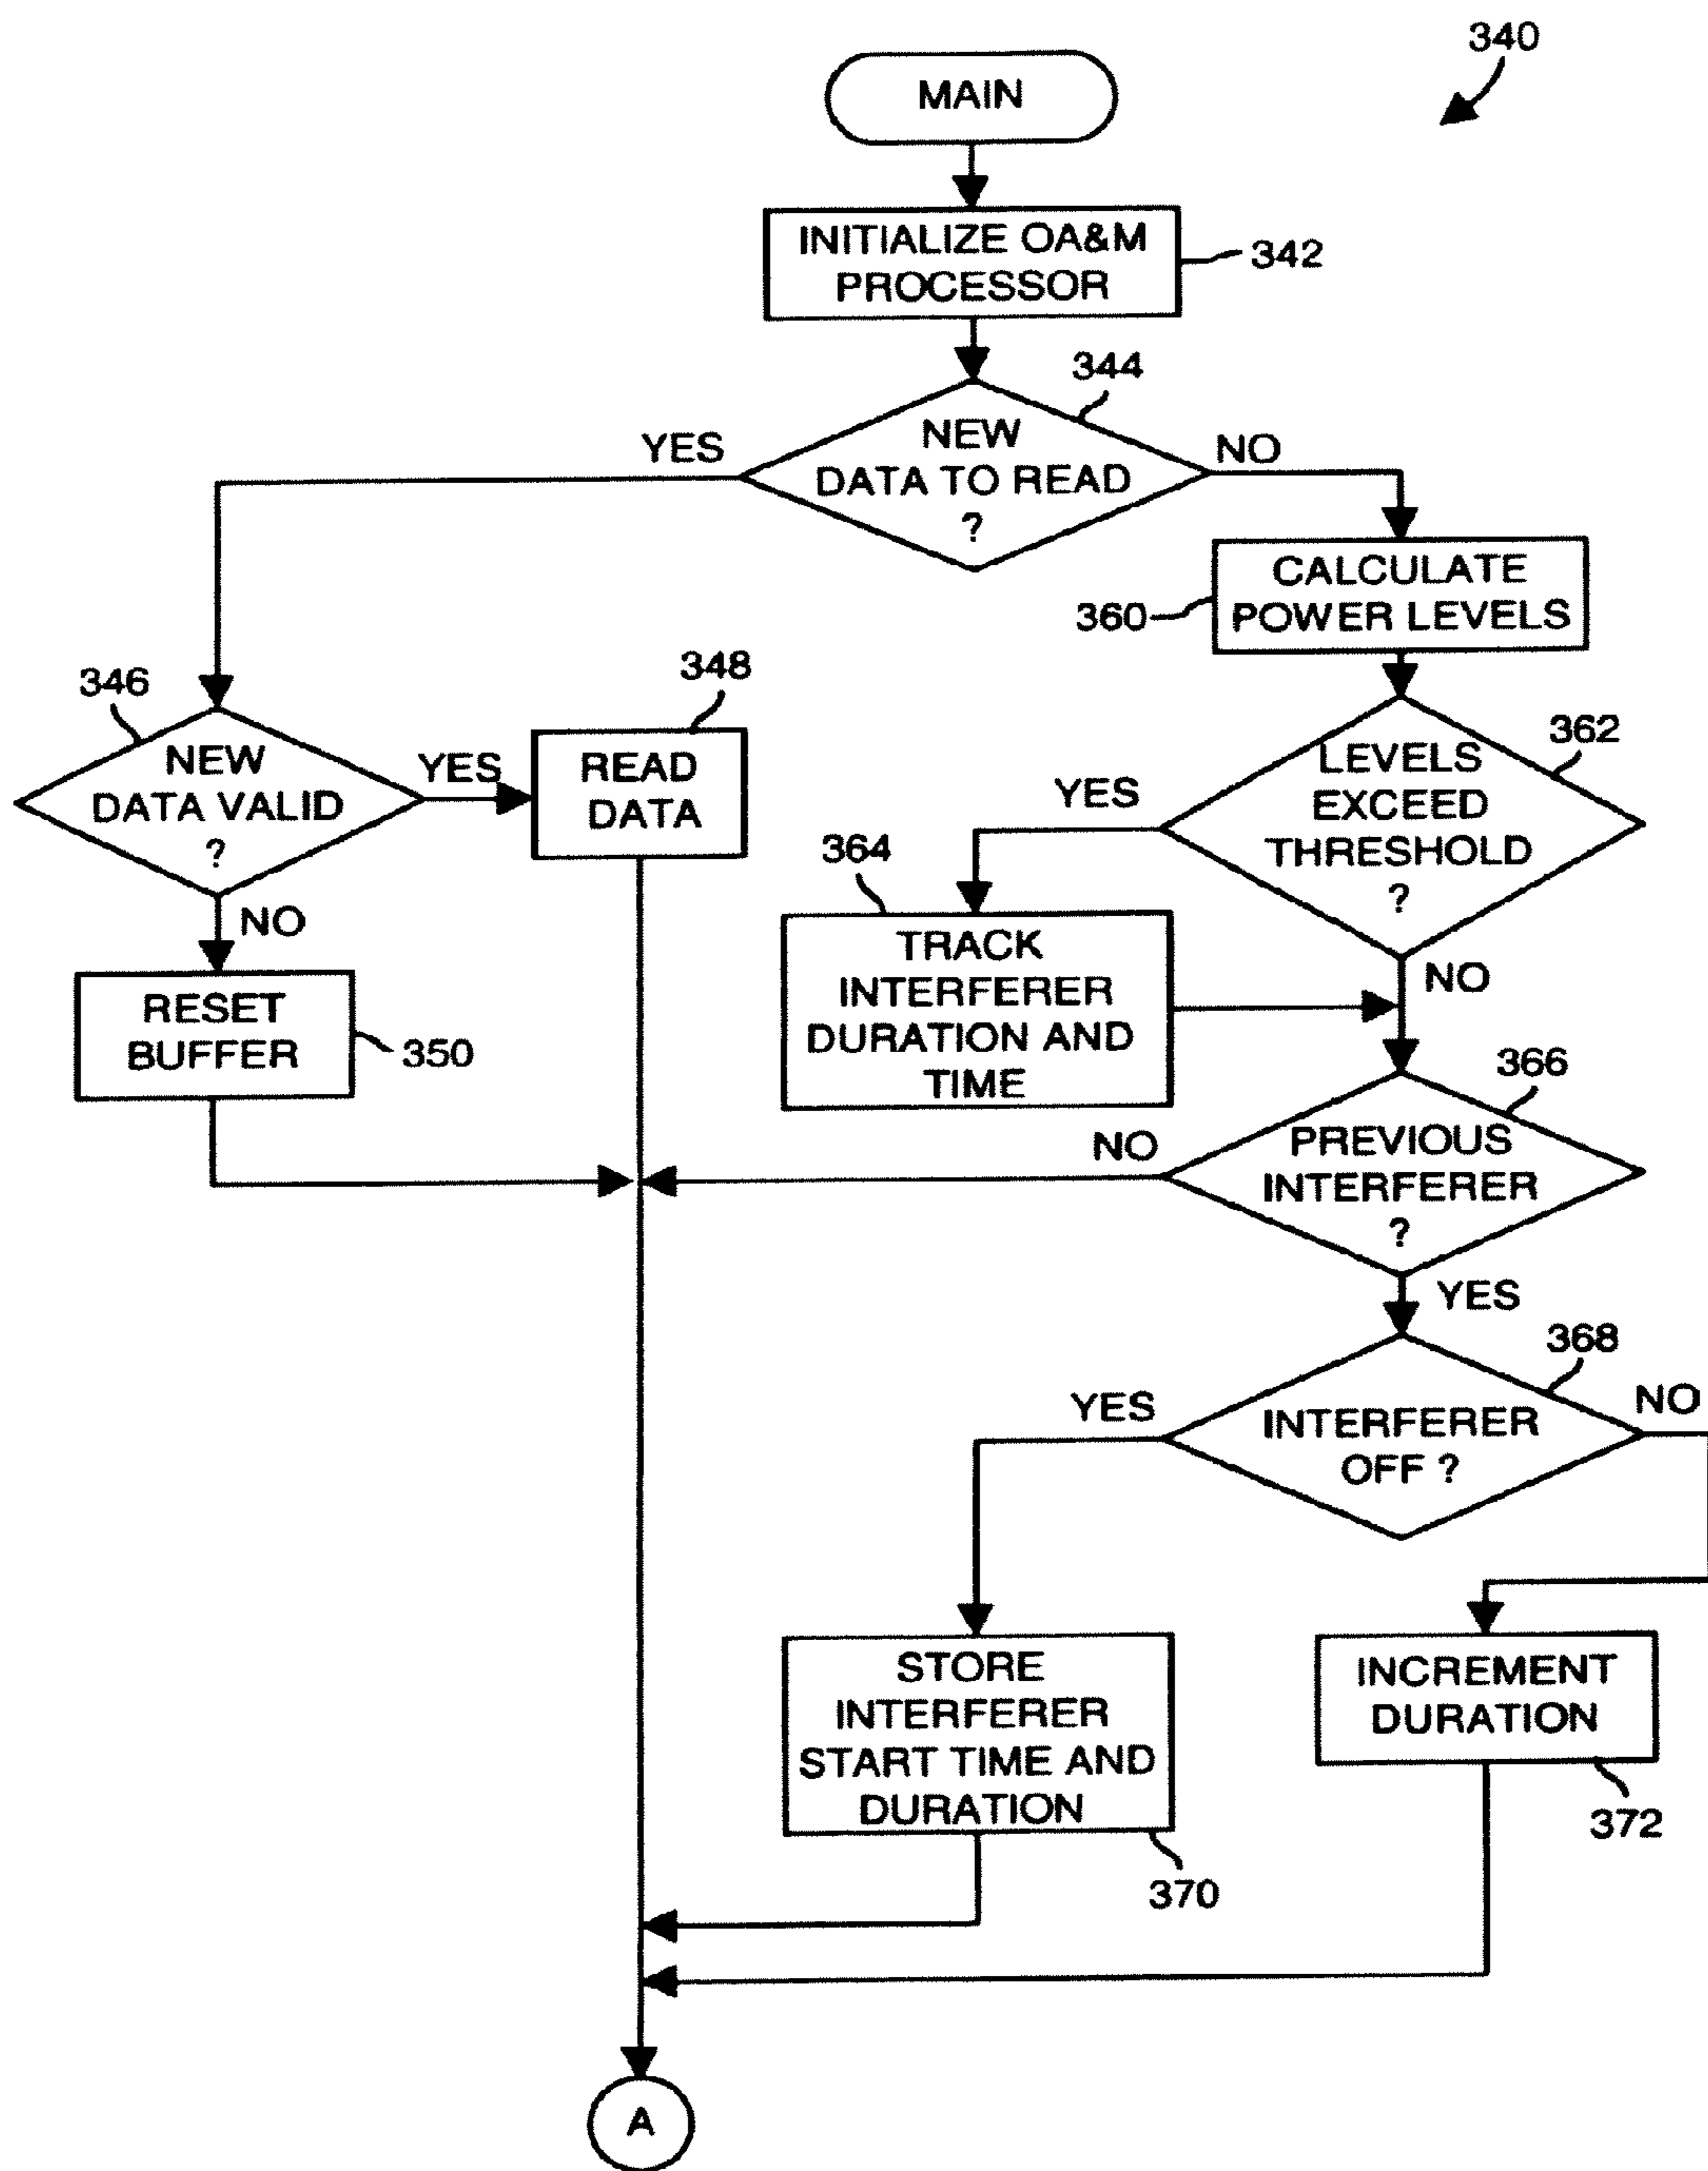 340
MAIN
INITIALIZE OA&M
PROCESSOR
342
344
NEW
DATA TO READ
?
YES
NO
CALCULATE
POWER LEVELS
360
346
NEW
DATA VALID
?
YES
348
READ
DATA
NO
RESET
BUFFER
350
362
LEVELS
EXCEED
THRESHOLD
?
YES
NO
364
TRACK
INTERFERER
DURATION AND
TIME
366
PREVIOUS
INTERFERER
?
NO
YES
368
INTERFERER
OFF ?
YES
NO
STORE
INTERFERER
START TIME AND
DURATION
370
INCREMENT
DURATION
372
A